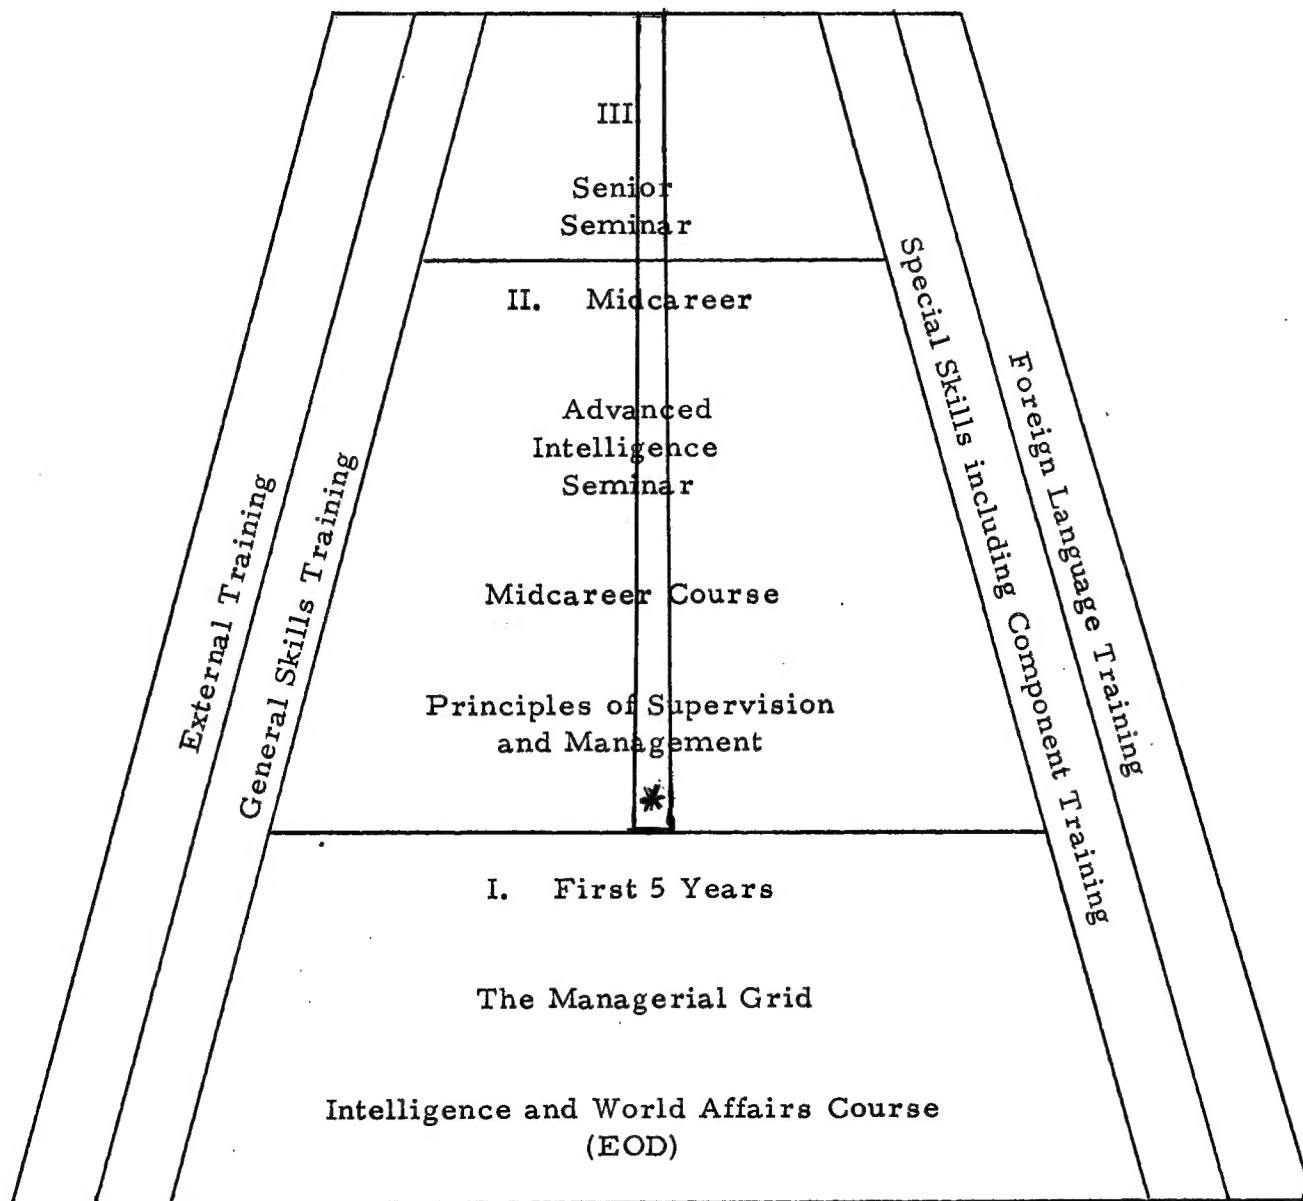 III
Senior
Seminar
II. Midcareer
Advanced
Intelligence
Seminar
Midcareer Course
Principles of Supervision
and Management
*
I. First 5 Years
The Managerial Grid
Intelligence and World Affairs Course
(EOD)
External Training
General Skills Training
Special Skills including Component Training
Foreign Language Training